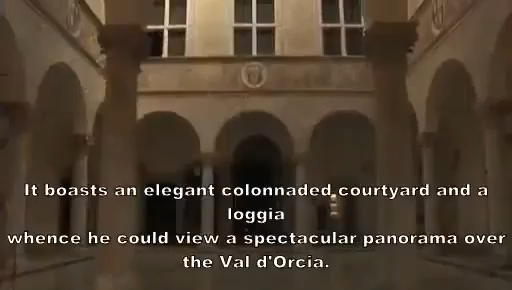 It boasts an elegant colonnaded courtyard and a
loggia
whence he could view a spectacular panorama over
the Val d'Orcia.